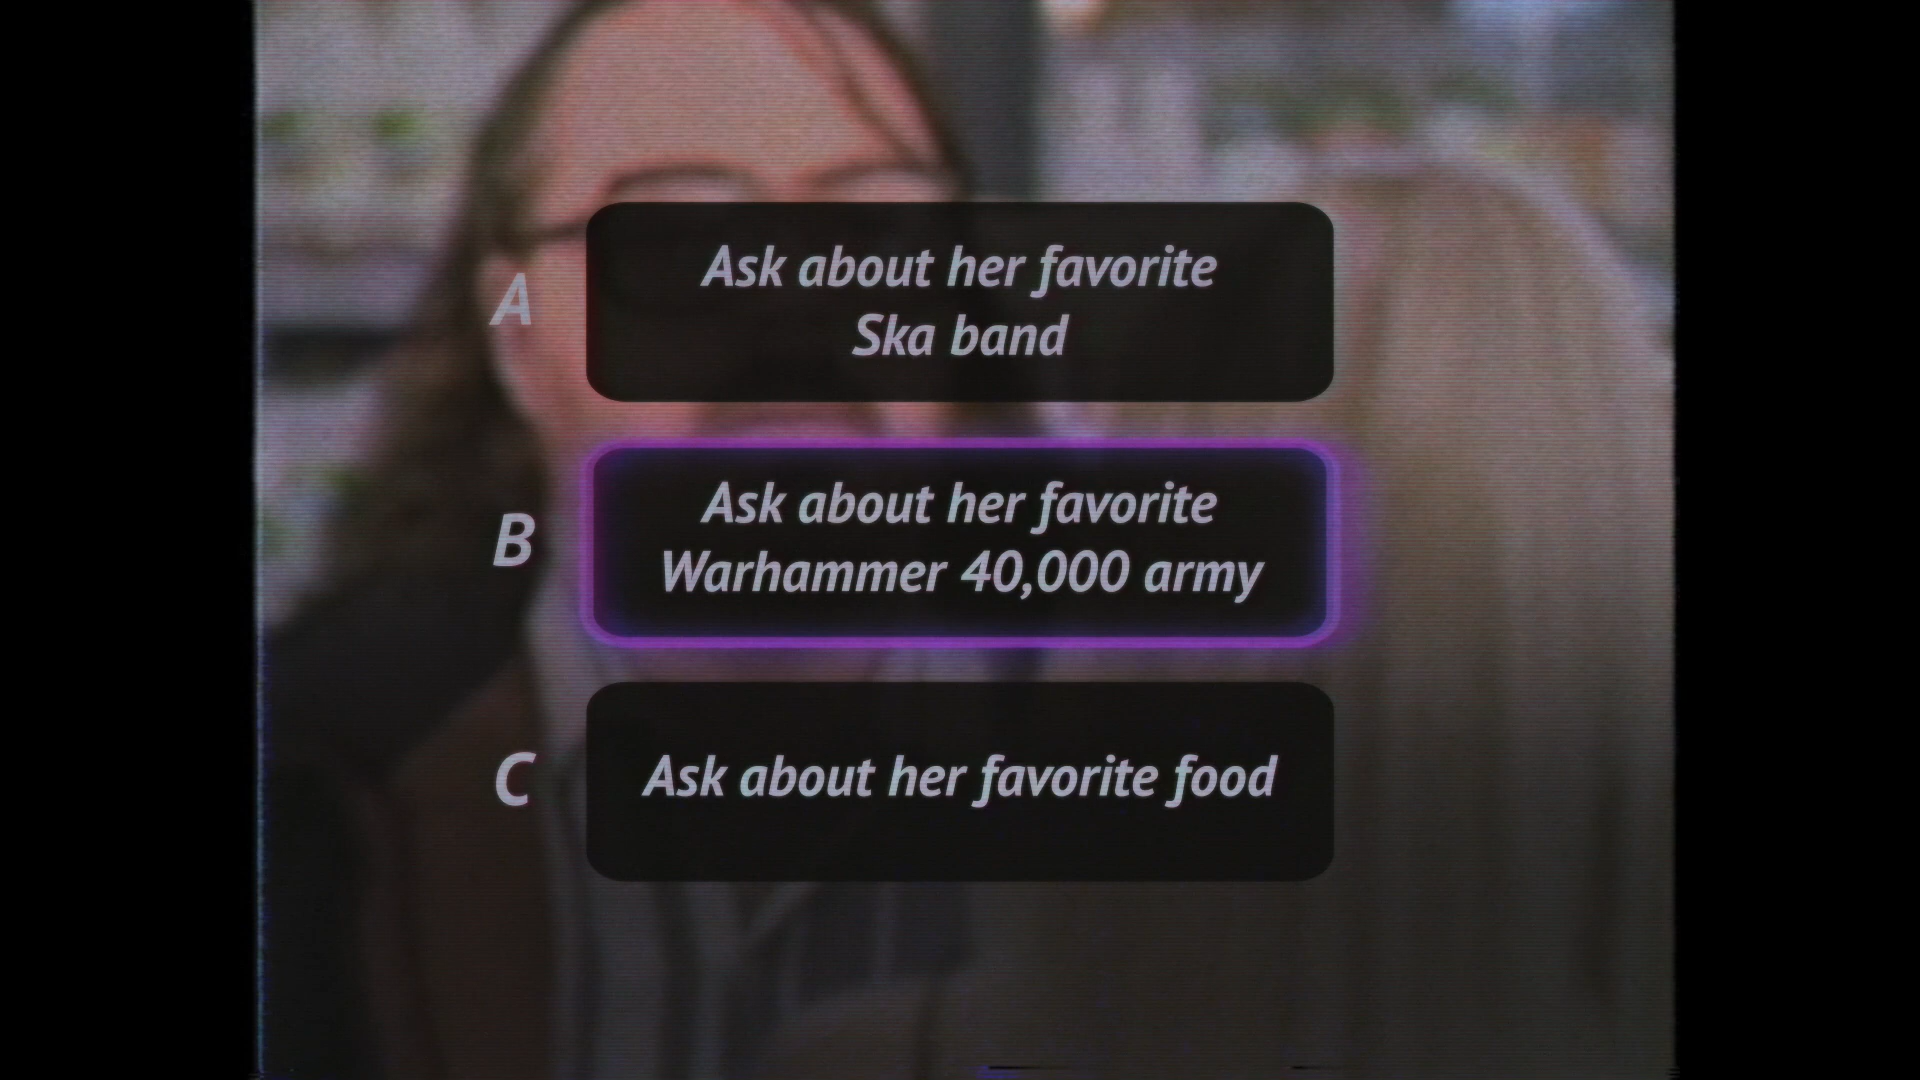 A
Ask about her favorite
Ska band
B
Ask about her favorite
Warhammer 40,000 army
C
Ask about her favorite food